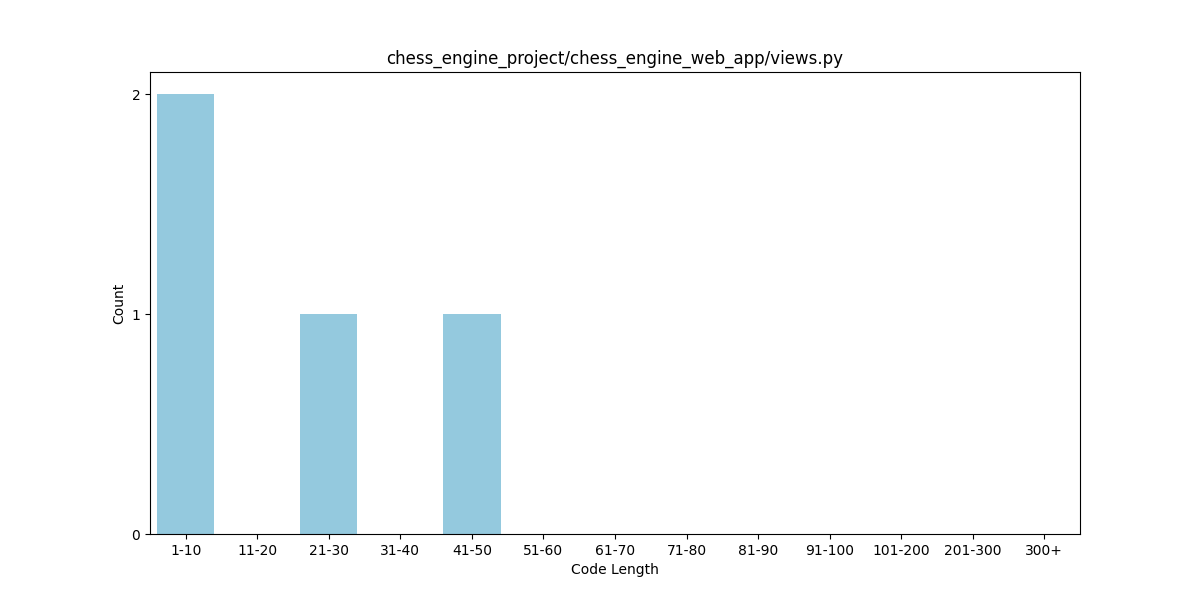 chess_engine_project/chess_engine_web_app/views.py
2
1
0
Count
1-10 11-20 21-30 31-40 41-50 51-60 61-70 71-80 81-90 91-100 101-200 201-300 300+
Code Length